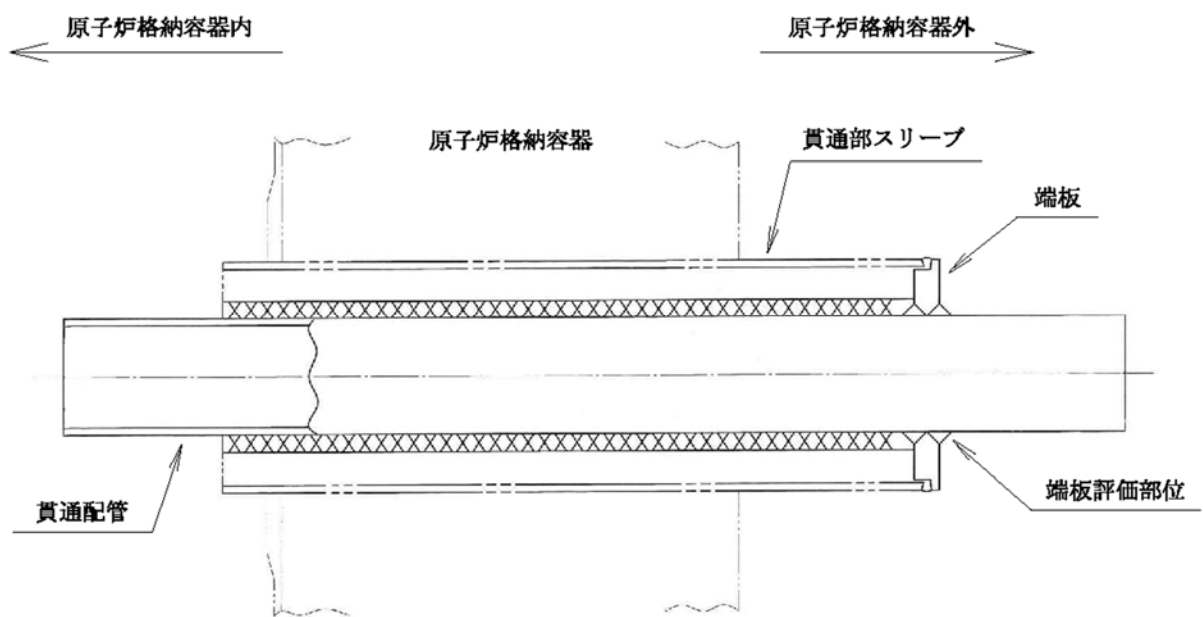 原子炉格納容器内
原子炉格納容器外
原子炉格納容器
貫通部スリーブ
端板
貫通配管
端板評価部位